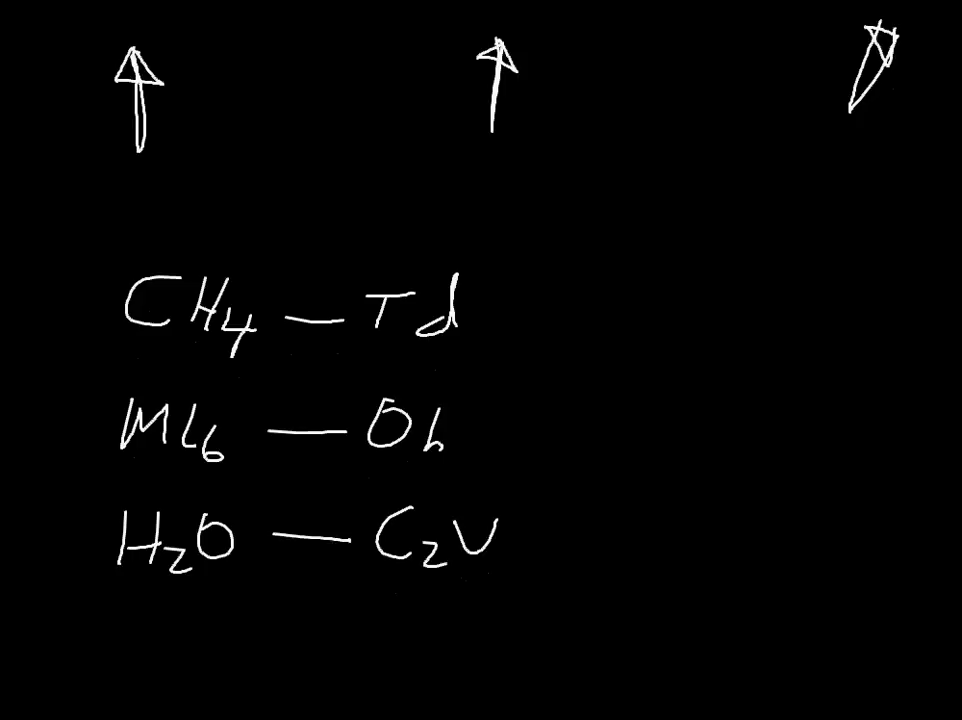 CH4 — Td
ML6 — Oh
H2O — C2V